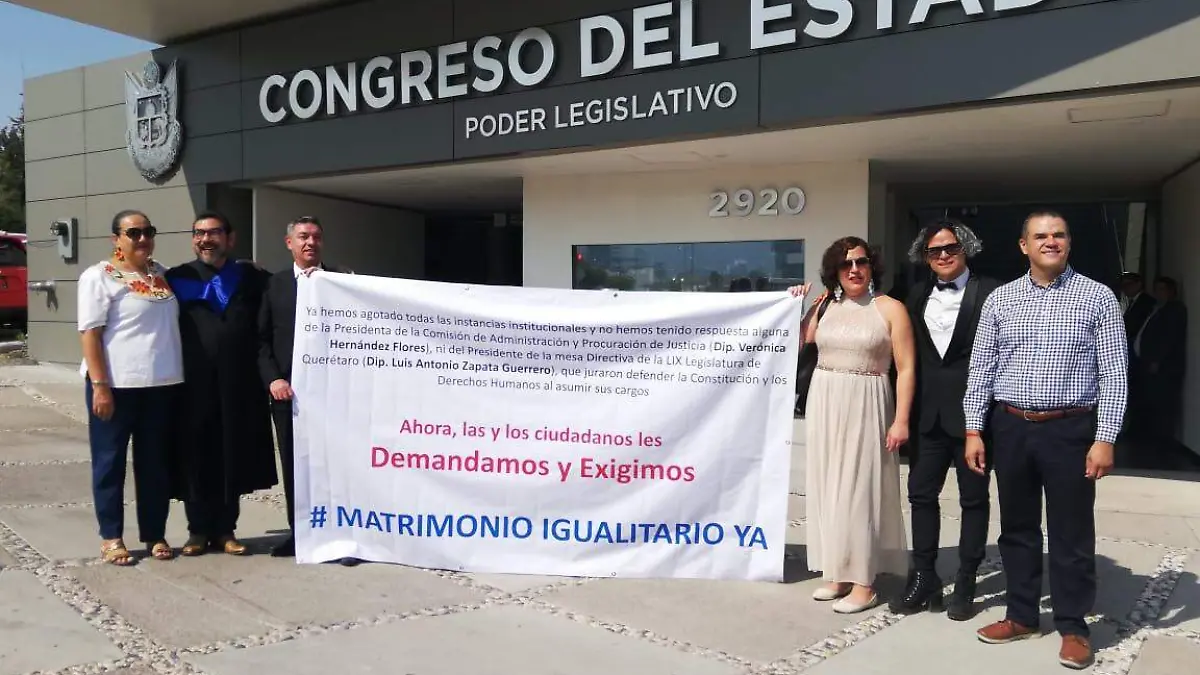 CONGRESO DEL ESTADO
PODER LEGISLATIVO
2920
Ya hemos agotado todas las instancias institucionales y no hemos tenido respuesta alguna
de la Presidenta de la Comisión de Administración y Procuración de Justicia (Dip. Verónica
Hernández Flores), ni del Presidente de la mesa Directiva de la LIX Legislatura de
Querétaro (Dip. Luis Antonio Zapata Guerrero), que juraron defender la Constitución y los
Derechos Humanos al asumir sus cargos
Ahora, las y los ciudadanos les
Demandamos y Exigimos
# MATRIMONIO IGUALITARIO YA